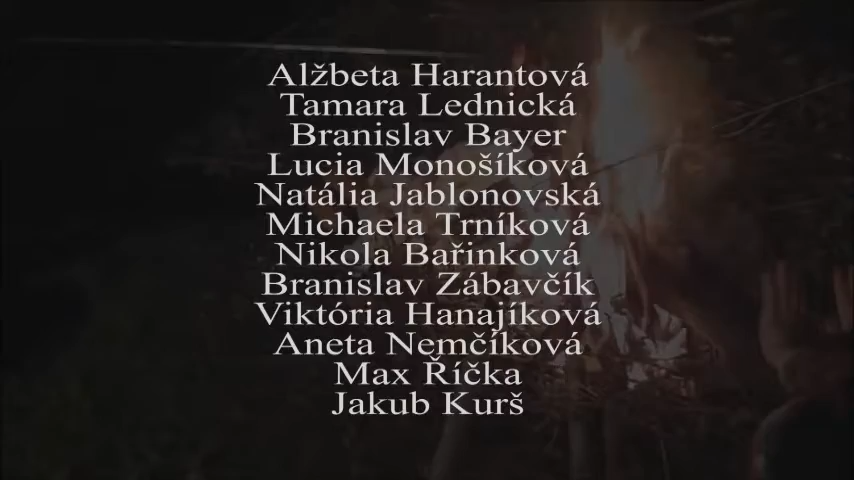 Alžbeta Harantová
Tamara Lednická
Branislav Bayer
Lucia Monošíková
Natália Jablonovská
Michaela Trníková
Nikola Bařinková
Branislav Zábavčík
Viktória Hanajíková
Aneta Nemčíková
Max Říčka
Jakub Kurš